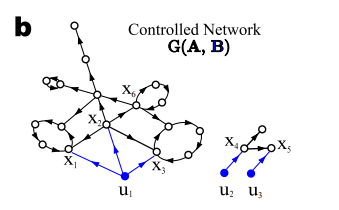 b
Controlled Network
G(A, B)
x6
x2
x1
x3
x4
x5
u1
u2
u3